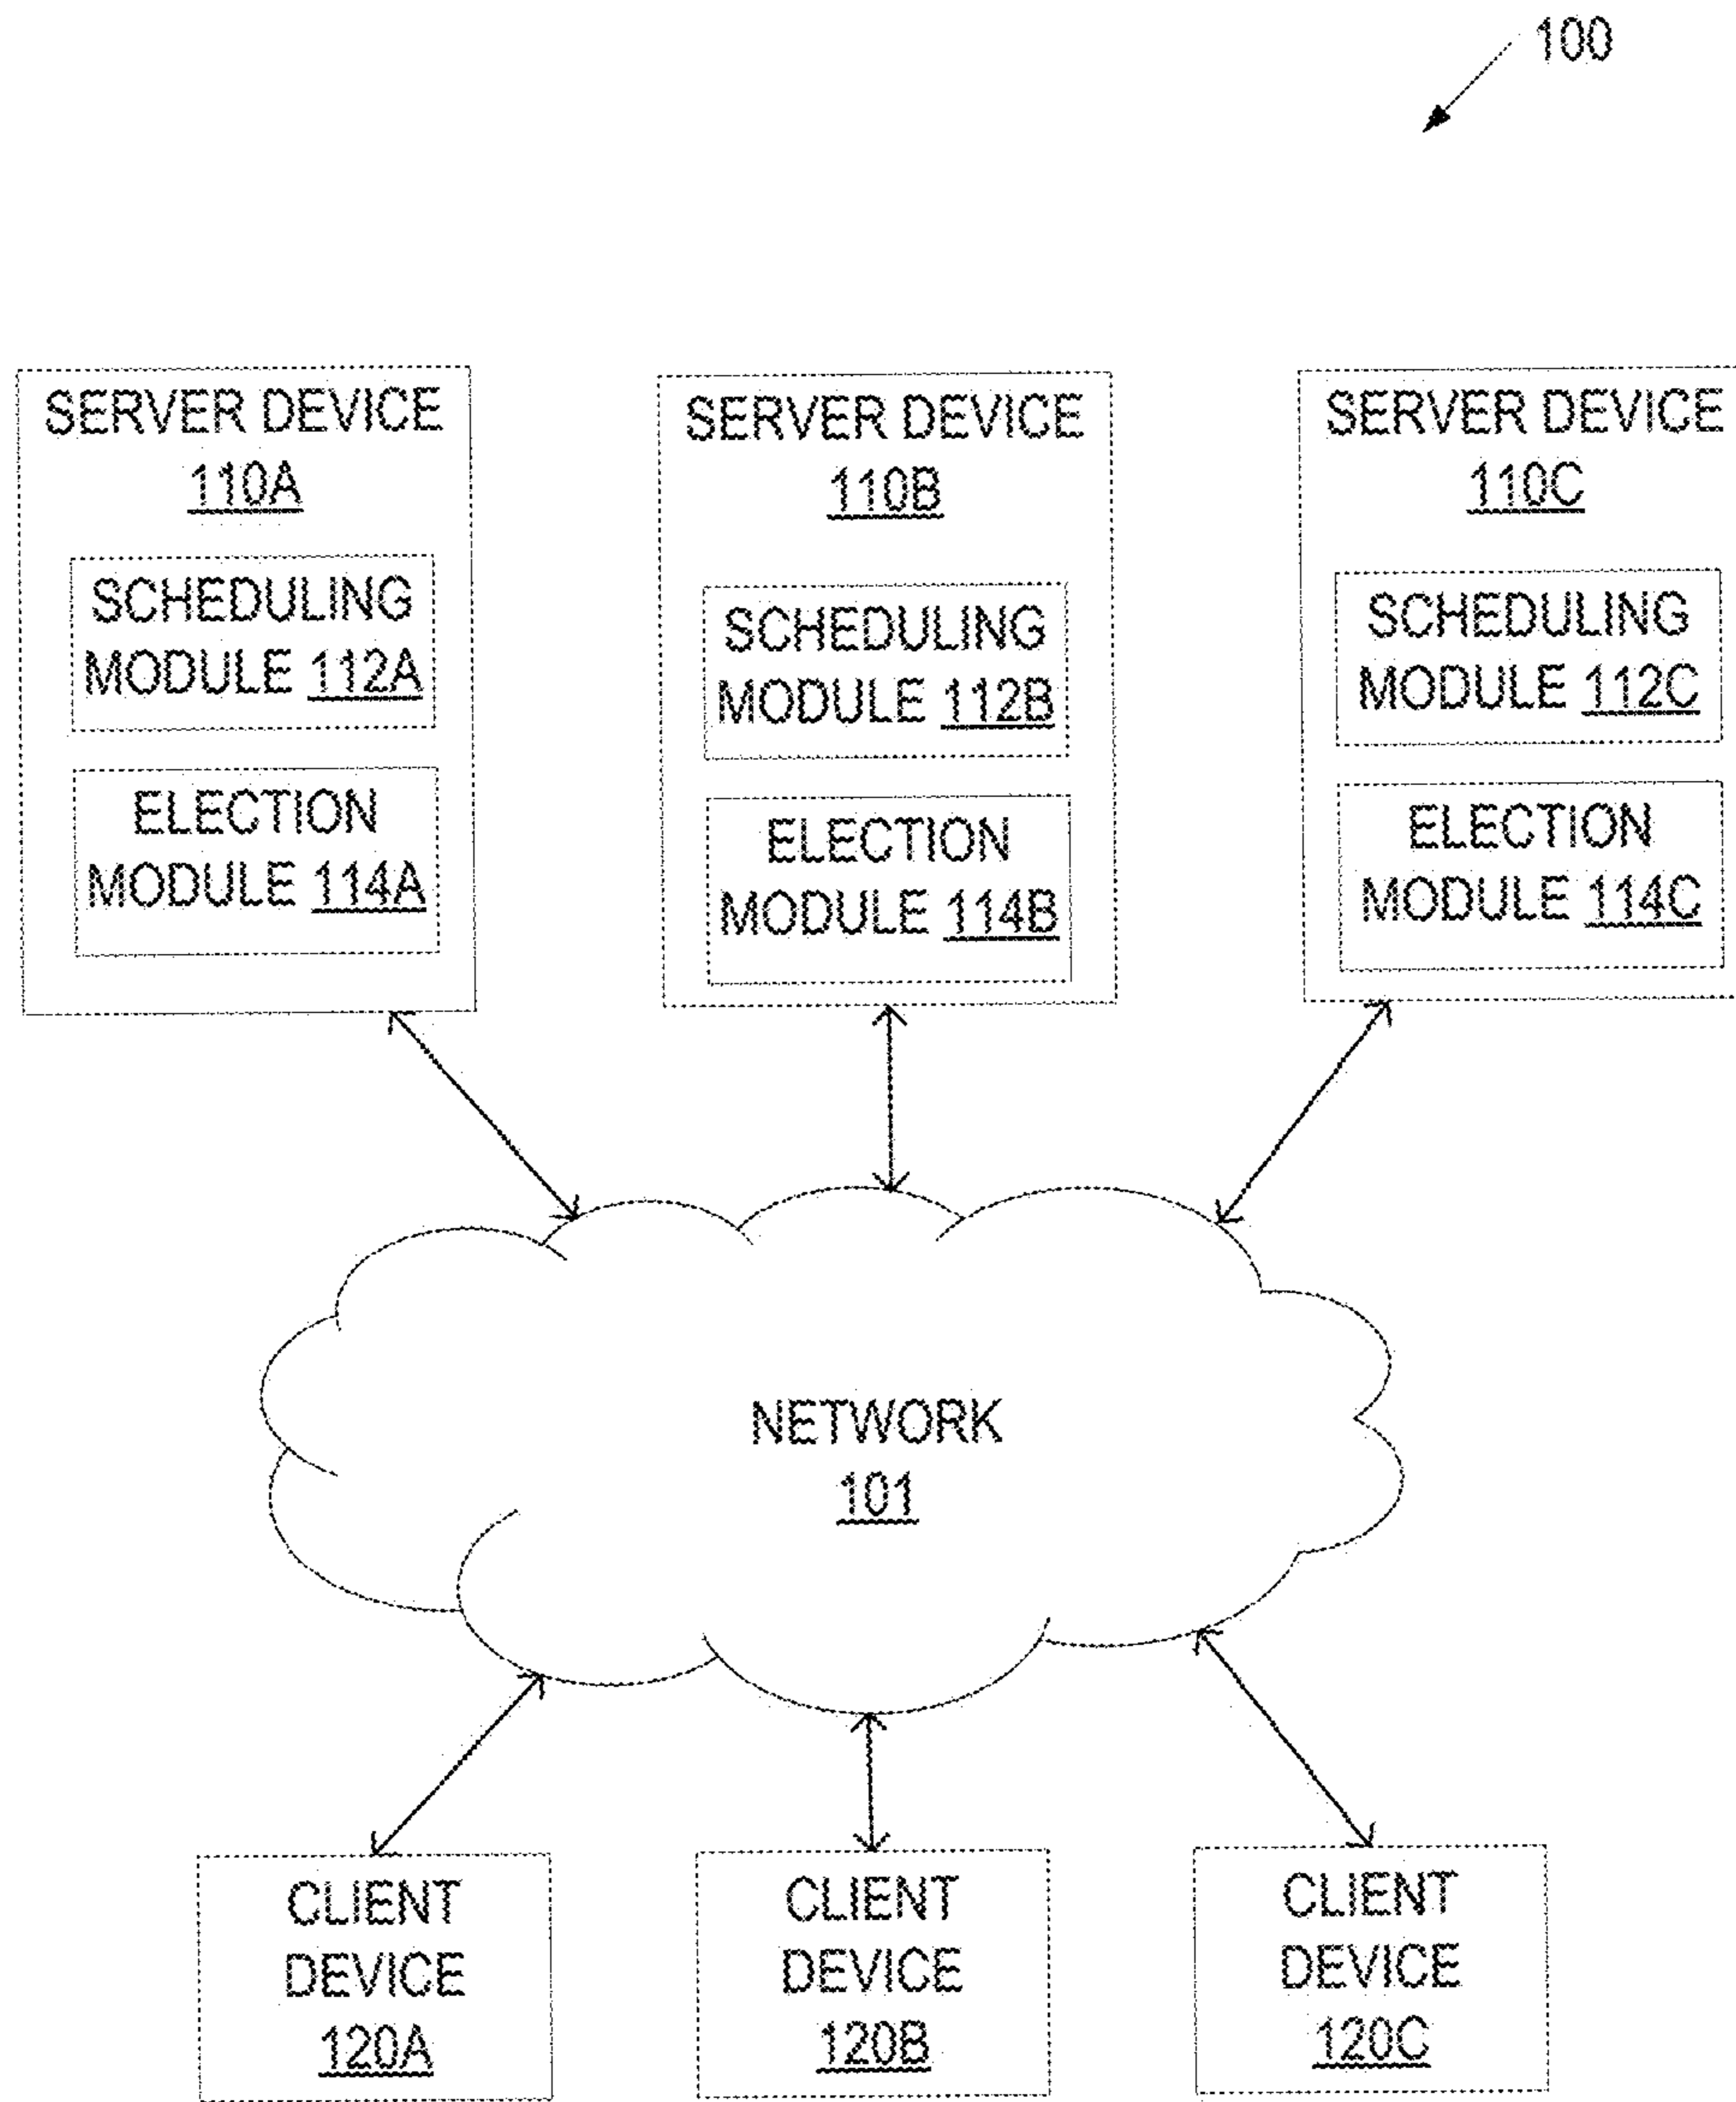 100
SERVER DEVICE
110A
SCHEDULING
MODULE 112A
ELECTION
MODULE 114A
SERVER DEVICE
110B
SCHEDULING
MODULE 112B
ELECTION
MODULE 114B
SERVER DEVICE
110C
SCHEDULING
MODULE 112C
ELECTION
MODULE 114C
NETWORK
101
CLIENT
DEVICE
120A
CLIENT
DEVICE
120B
CLIENT
DEVICE
120C